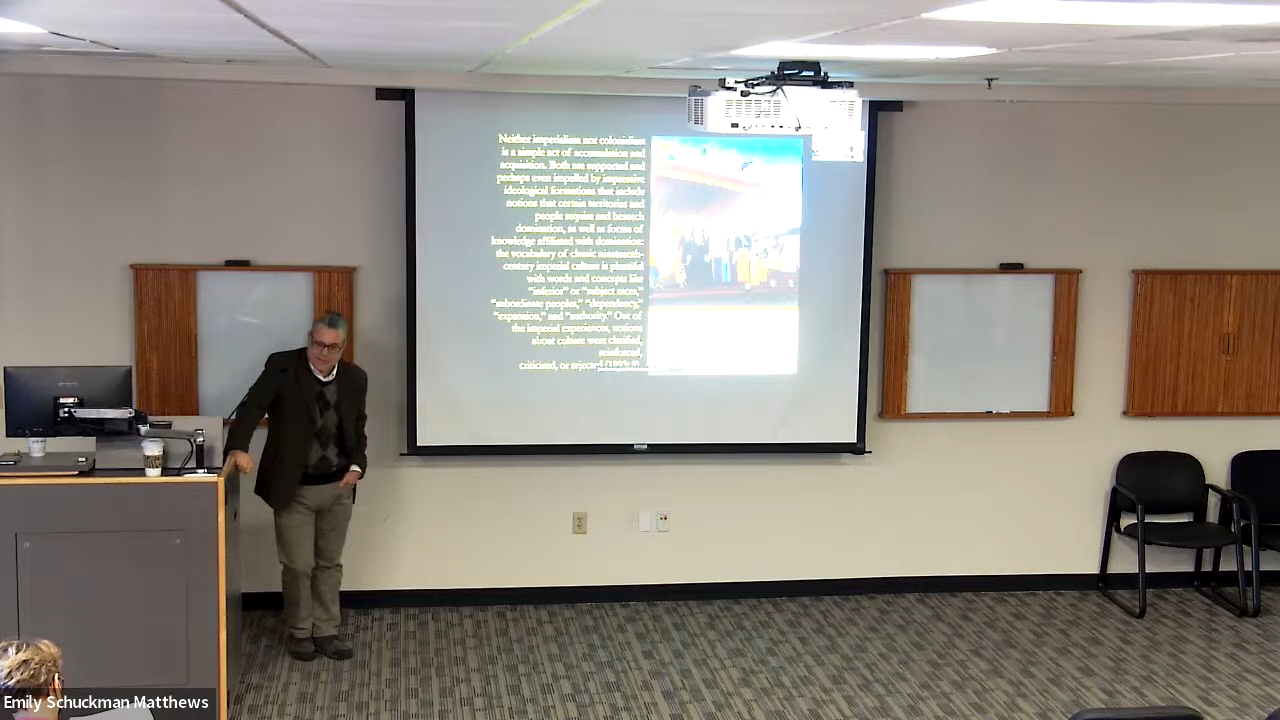 Neither imperialism nor colonialism
is a simple act of accumulation and
acquisition. Both are supported and
perhaps even impelled by impressive
ideological formations that include
notions that certain territories and
people require and beseech
domination, as well as forms of
knowledge affiliated with domination:
the vocabulary of classic nineteenth-
century imperial culture is plentiful
with words and concepts like
"inferior" or "subject races,"
"subordinate peoples," "dependency,"
"expansion," and "authority." Out of
the imperial experiences, notions
about culture were clarified,
reinforced,
criticized, or rejected
Emily Schuckman Matthews